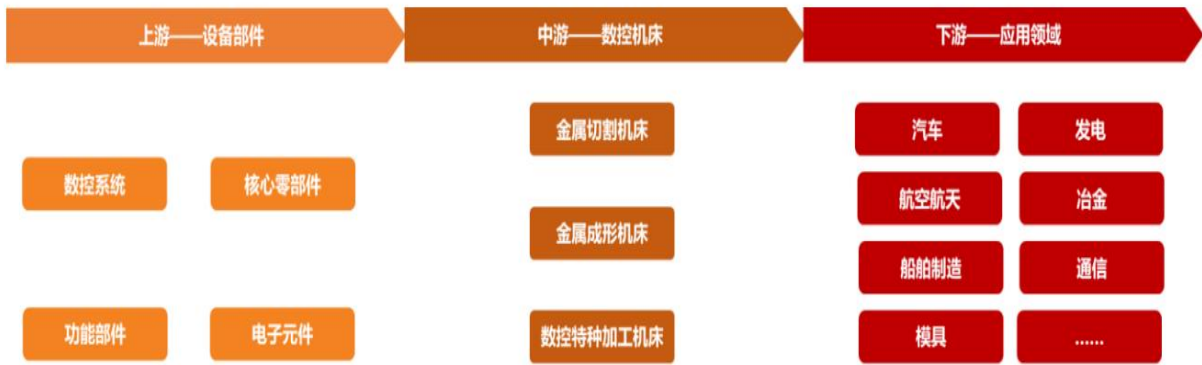 上游——设备部件
中游——数控机床
下游——应用领域
数控系统
核心零部件
功能部件
电子元件
金属切割机床
金属成形机床
数控特种加工机床
汽车
发电
航空航天
冶金
船舶制造
通信
模具
……